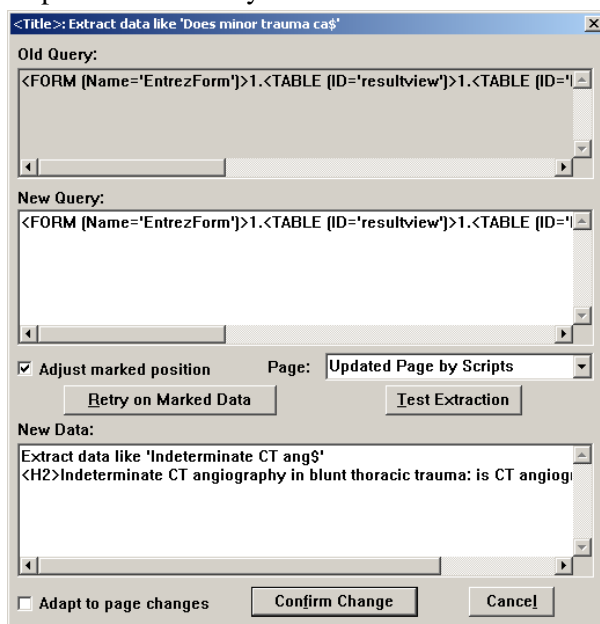 <Title>: Extract data like 'Does minor trauma ca$'
Old Query:
<FORM (Name='EntrezForm')>1.<TABLE (ID='resultview')>1.<TABLE (ID='
New Query:
<FORM (Name='EntrezForm')>1.<TABLE (ID='resultview')>1.<TABLE (ID='
Adjust marked position
Page: Updated Page by Scripts
Retry on Marked Data
Test Extraction
New Data:
Extract data like 'Indeterminate CT ang$'
<H2>Indeterminate CT angiography in blunt thoracic trauma: is CT angiog
Adapt to page changes
Confirm Change
Cancel